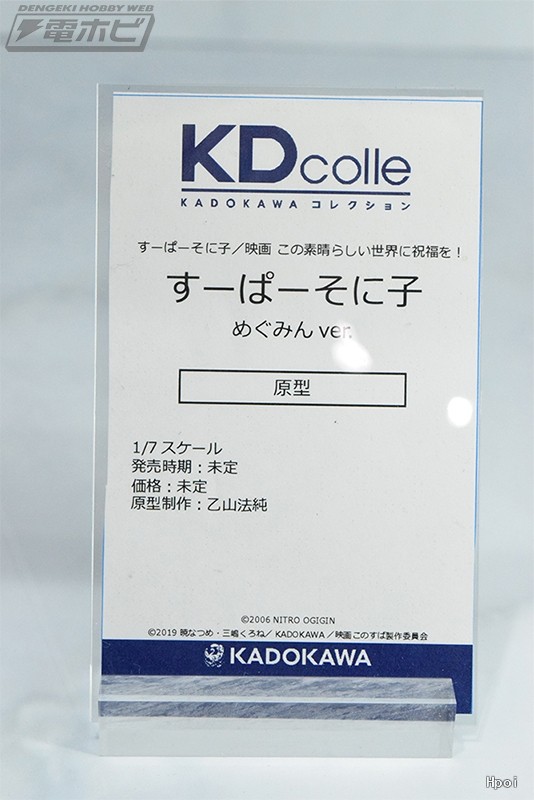 DENGEKI HOBBY WEB
電ホビ
KDcolle
KADOKAWA コレクション
すーぱーそに子／映画 この素晴らしい世界に祝福を！
すーぱーそに子
めぐみん ver.
原型
1/7 スケール
発売時期：未定
価格：未定
原型制作：乙山法純
©2006 NITRO OGIGIN
©2019 暁なつめ・三嶋くろね／KADOKAWA／映画このすば製作委員会
KADOKAWA
Hpoi